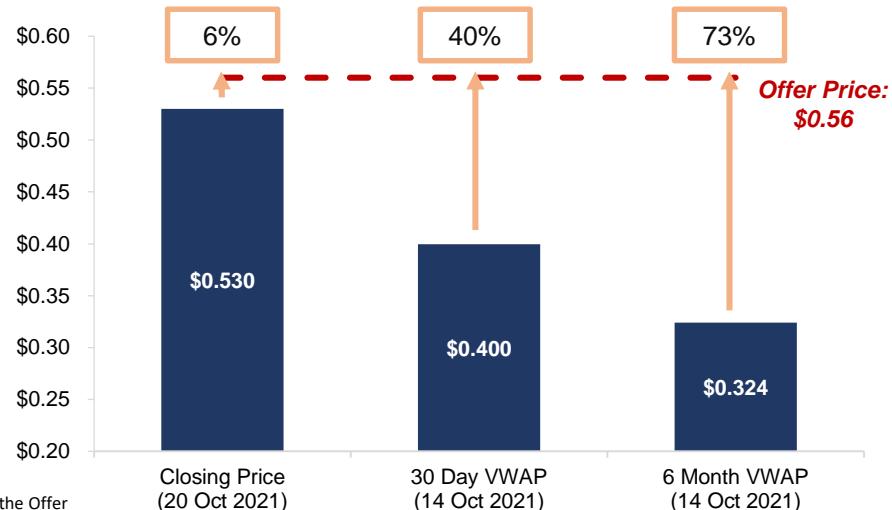 6%
40%
73%
$0.60
$0.55
$0.50
$0.45
$0.40
$0.35
$0.30
$0.25
$0.20
Offer Price:
$0.56
$0.530
$0.400
$0.324
Closing Price
(20 Oct 2021)
30 Day VWAP
(14 Oct 2021)
6 Month VWAP
(14 Oct 2021)
the Offer